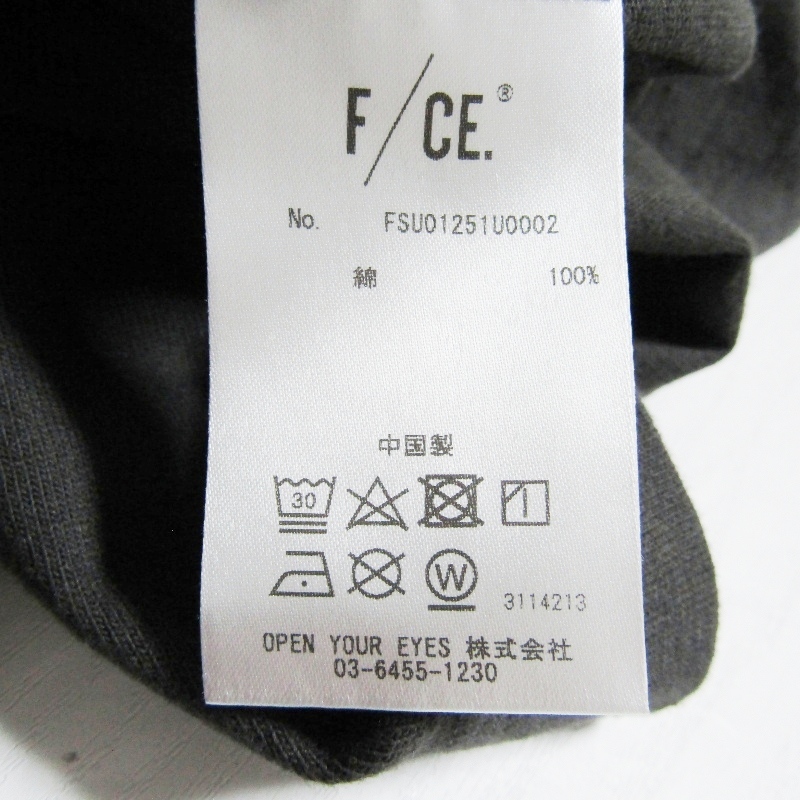 F/CE.®
No. FSU01251U0002
綿 100%
中国製
30
W 3114213
OPEN YOUR EYES 株式会社
03-6455-1230